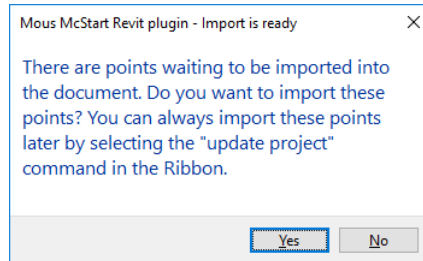 Mous McStart Revit plugin - Import is ready
There are points waiting to be imported into
the document. Do you want to import these
points? You can always import these points
later by selecting the "update project"
command in the Ribbon.
Yes
No